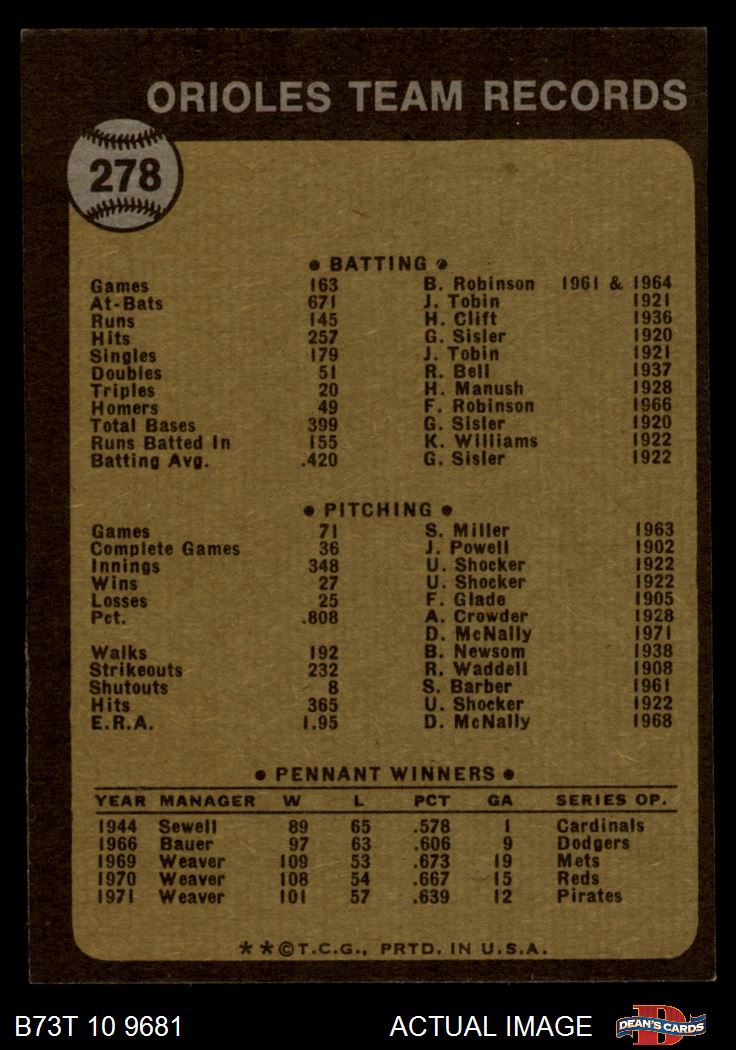 ORIOLES TEAM RECORDS
278
• BATTING •
Games 163 B. Robinson 1961 & 1964
At-Bats 671 J. Tobin 1921
Runs 145 H. Clift 1936
Hits 257 G. Sisler 1920
Singles 179 J. Tobin 1921
Doubles 51 R. Bell 1937
Triples 20 H. Manush 1928
Homers 49 F. Robinson 1966
Total Bases 399 G. Sisler 1920
Runs Batted In 155 K. Williams 1922
Batting Avg. .420 G. Sisler 1922
• PITCHING •
Games 71 S. Miller 1963
Complete Games 36 J. Powell 1902
Innings 348 U. Shocker 1922
Wins 27 U. Shocker 1922
Losses 25 F. Glade 1905
Pct. .808 A. Crowder 1928
D. McNally 1971
Walks 192 B. Newsom 1938
Strikeouts 232 R. Waddell 1908
Shutouts 8 S. Barber 1961
Hits 365 U. Shocker 1922
E.R.A. 1.95 D. McNally 1968
• PENNANT WINNERS •
YEAR MANAGER W L PCT GA SERIES OP.
1944 Sewell 89 65 .578 1 Cardinals
1966 Bauer 97 63 .606 9 Dodgers
1969 Weaver 109 53 .673 19 Mets
1970 Weaver 108 54 .667 15 Reds
1971 Weaver 101 57 .639 12 Pirates
**©T.C.G., PRTD. IN U.S.A.
B73T 10 9681 ACTUAL IMAGE D DEAN'S CARDS